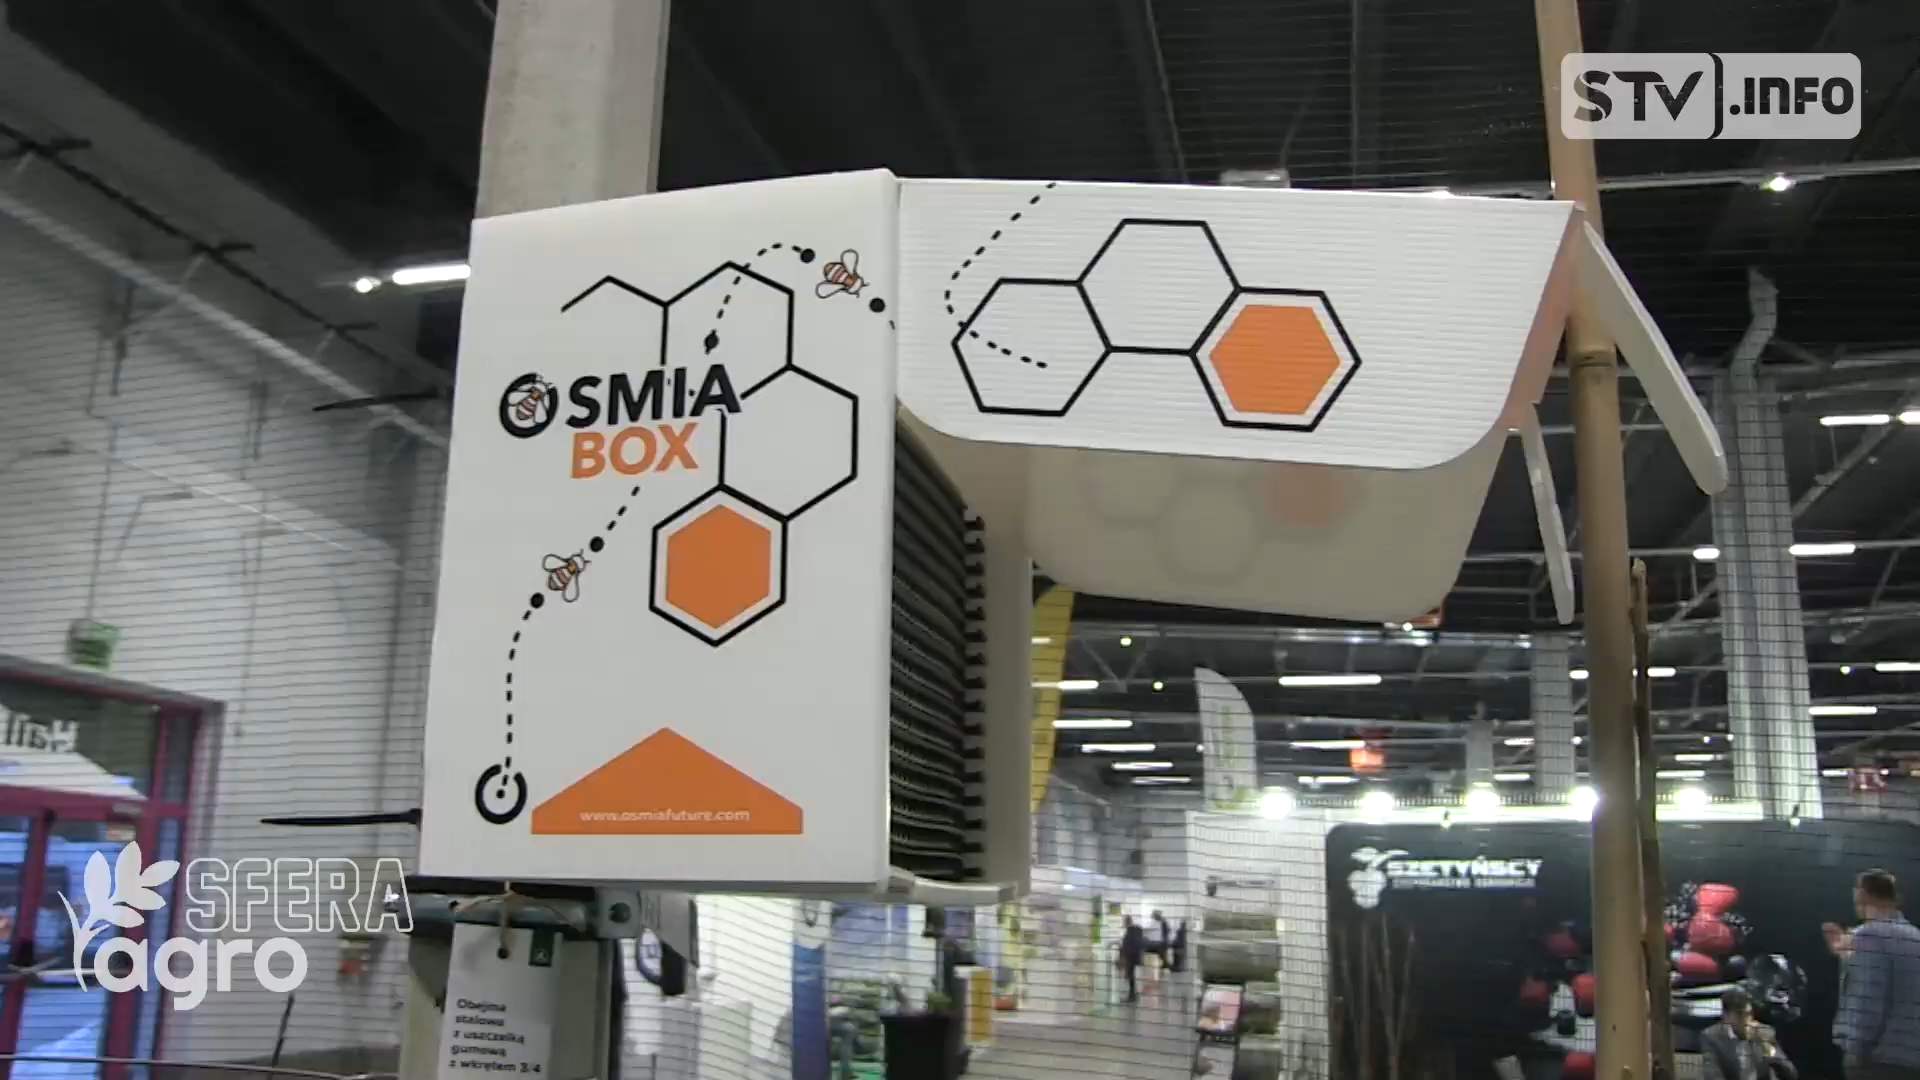 STV.INFO
OSMIA
BOX
www.osmiafuture.com
SZETYŃSCY
SFERA
agro
Obejma
stalowa
z uszczelką
gumową
z wkrętem 3/4